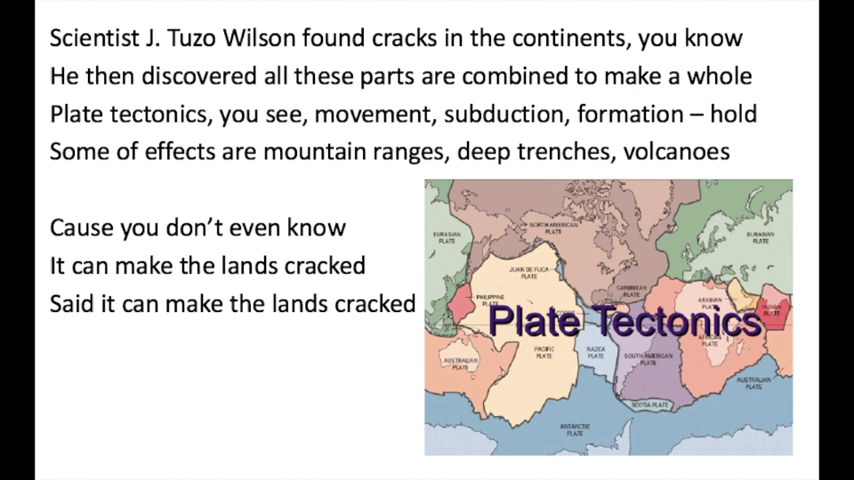 Scientist J. Tuzo Wilson found cracks in the continents, you know
He then discovered all these parts are combined to make a whole
Plate tectonics, you see, movement, subduction, formation – hold
Some of effects are mountain ranges, deep trenches, volcanoes
Cause you don't even know
It can make the lands cracked
Said it can make the lands cracked
NORTH AMERICAN
PLATE
EURASIAN
PLATE
EURASIAN
PLATE
JUAN DE FUCA
PLATE
CARIBBEAN
PLATE
PHILIPPINE
PLATE
ARABIAN
PLATE
INDIAN
PLATE
Plate Tectonics
PACIFIC
PLATE
NAZCA
PLATE
SOUTH AMERICAN
PLATE
AFRICAN
PLATE
AUSTRALIAN
PLATE
AUSTRALIAN
PLATE
SCOTIA PLATE
ANTARCTIC
PLATE